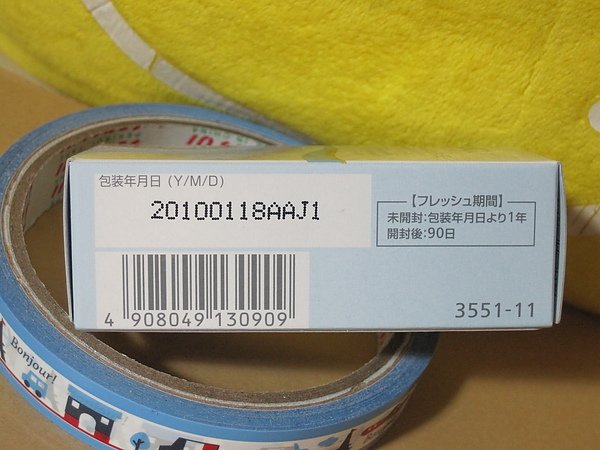 包装年月日 (Y/M/D)
20100118AAJ1
【フレッシュ期間】
未開封:包装年月日より1年
開封後:90日
4 908049 130909
3551-11
Bonjour!